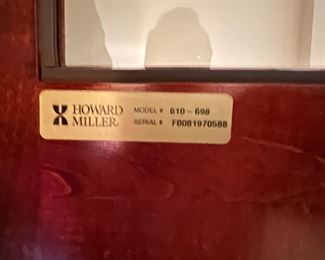 HOWARD MILLER. MODEL # 610-698
SERIAL # F0081970588